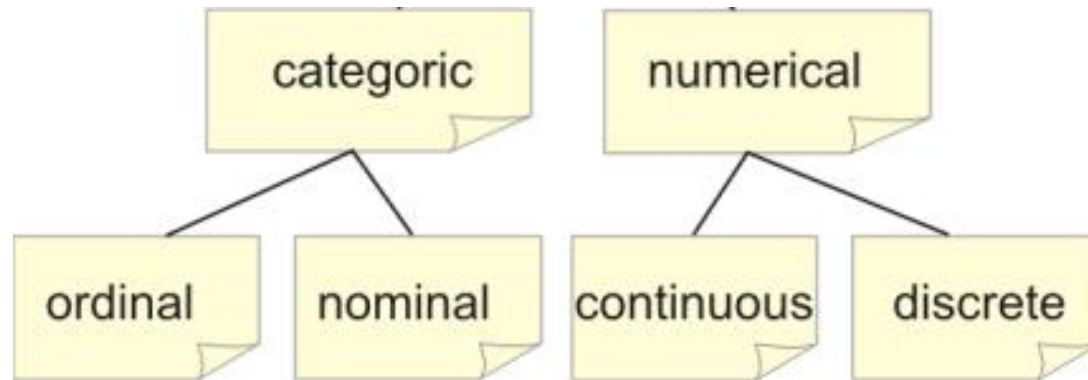 categoric
numerical
ordinal
nominal
continuous
discrete